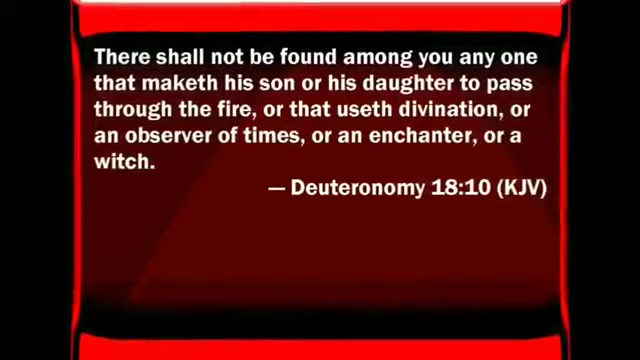 There shall not be found among you any one
that maketh his son or his daughter to pass
through the fire, or that useth divination, or
an observer of times, or an enchanter, or a
witch.
— Deuteronomy 18:10 (KJV)